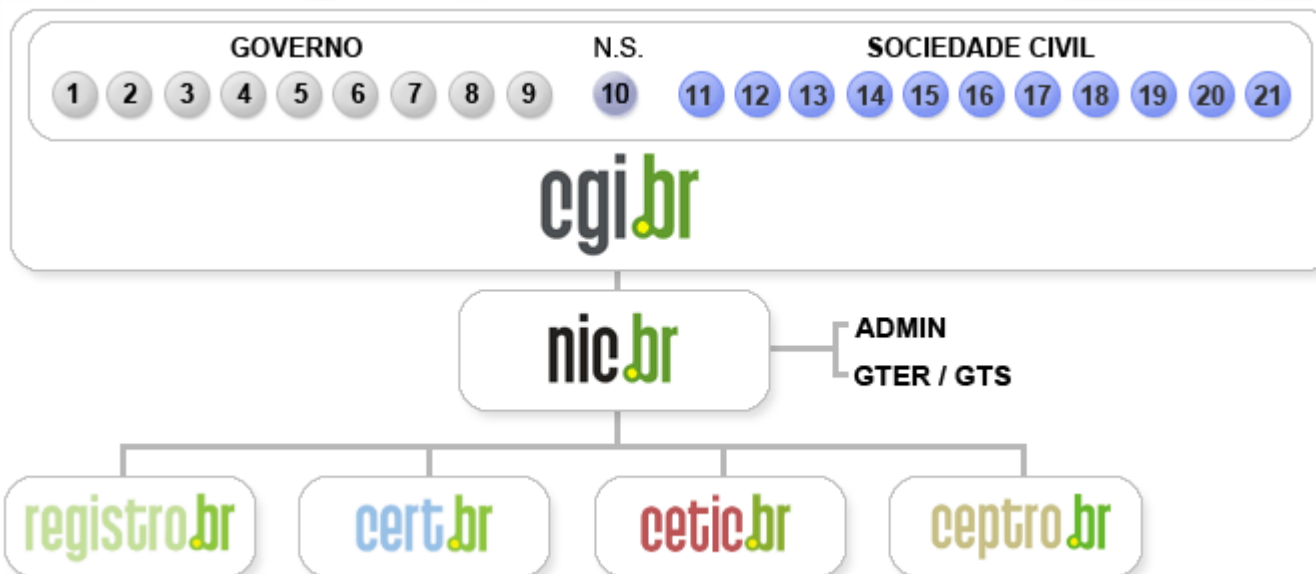 GOVERNO N.S. SOCIEDADE CIVIL
1 2 3 4 5 6 7 8 9 10 11 12 13 14 15 16 17 18 19 20 21
cgi.br
nic.br
ADMIN
GTER / GTS
registro.br cert.br cetic.br ceptro.br